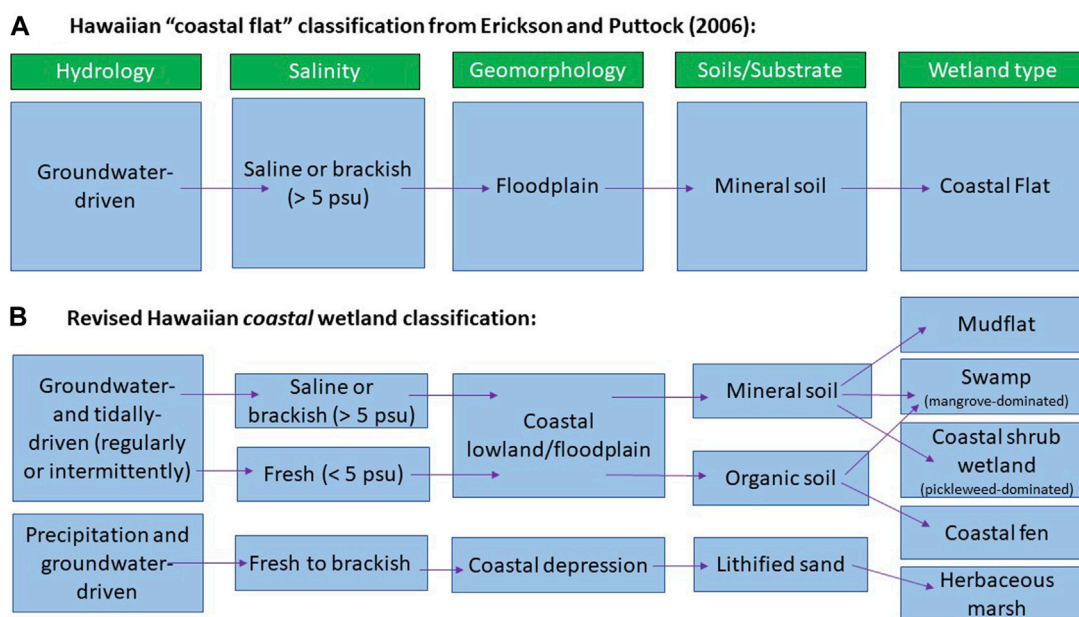 A
Hawaiian “coastal flat” classification from Erickson and Puttock (2006):
Hydrology
Salinity
Geomorphology
Soils/Substrate
Wetland type
Groundwater-
driven
Saline or brackish
(> 5 psu)
Floodplain
Mineral soil
Coastal Flat
B
Revised Hawaiian coastal wetland classification:
Groundwater-
and tidally-
driven (regularly
or intermittently)
Saline or
brackish (> 5 psu)
Fresh (< 5 psu)
Coastal
lowland/floodplain
Mineral soil
Organic soil
Mudflat
Swamp
(mangrove-dominated)
Coastal shrub
wetland
(pickleweed-dominated)
Coastal fen
Precipitation and
groundwater-
driven
Fresh to brackish
Coastal depression
Lithified sand
Herbaceous
marsh